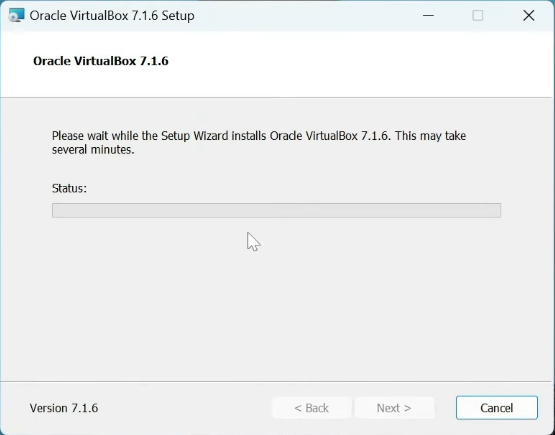 Oracle VirtualBox 7.1.6 Setup
Oracle VirtualBox 7.1.6
Please wait while the Setup Wizard installs Oracle VirtualBox 7.1.6. This may take
several minutes.
Status:
Version 7.1.6
< Back
Next >
Cancel